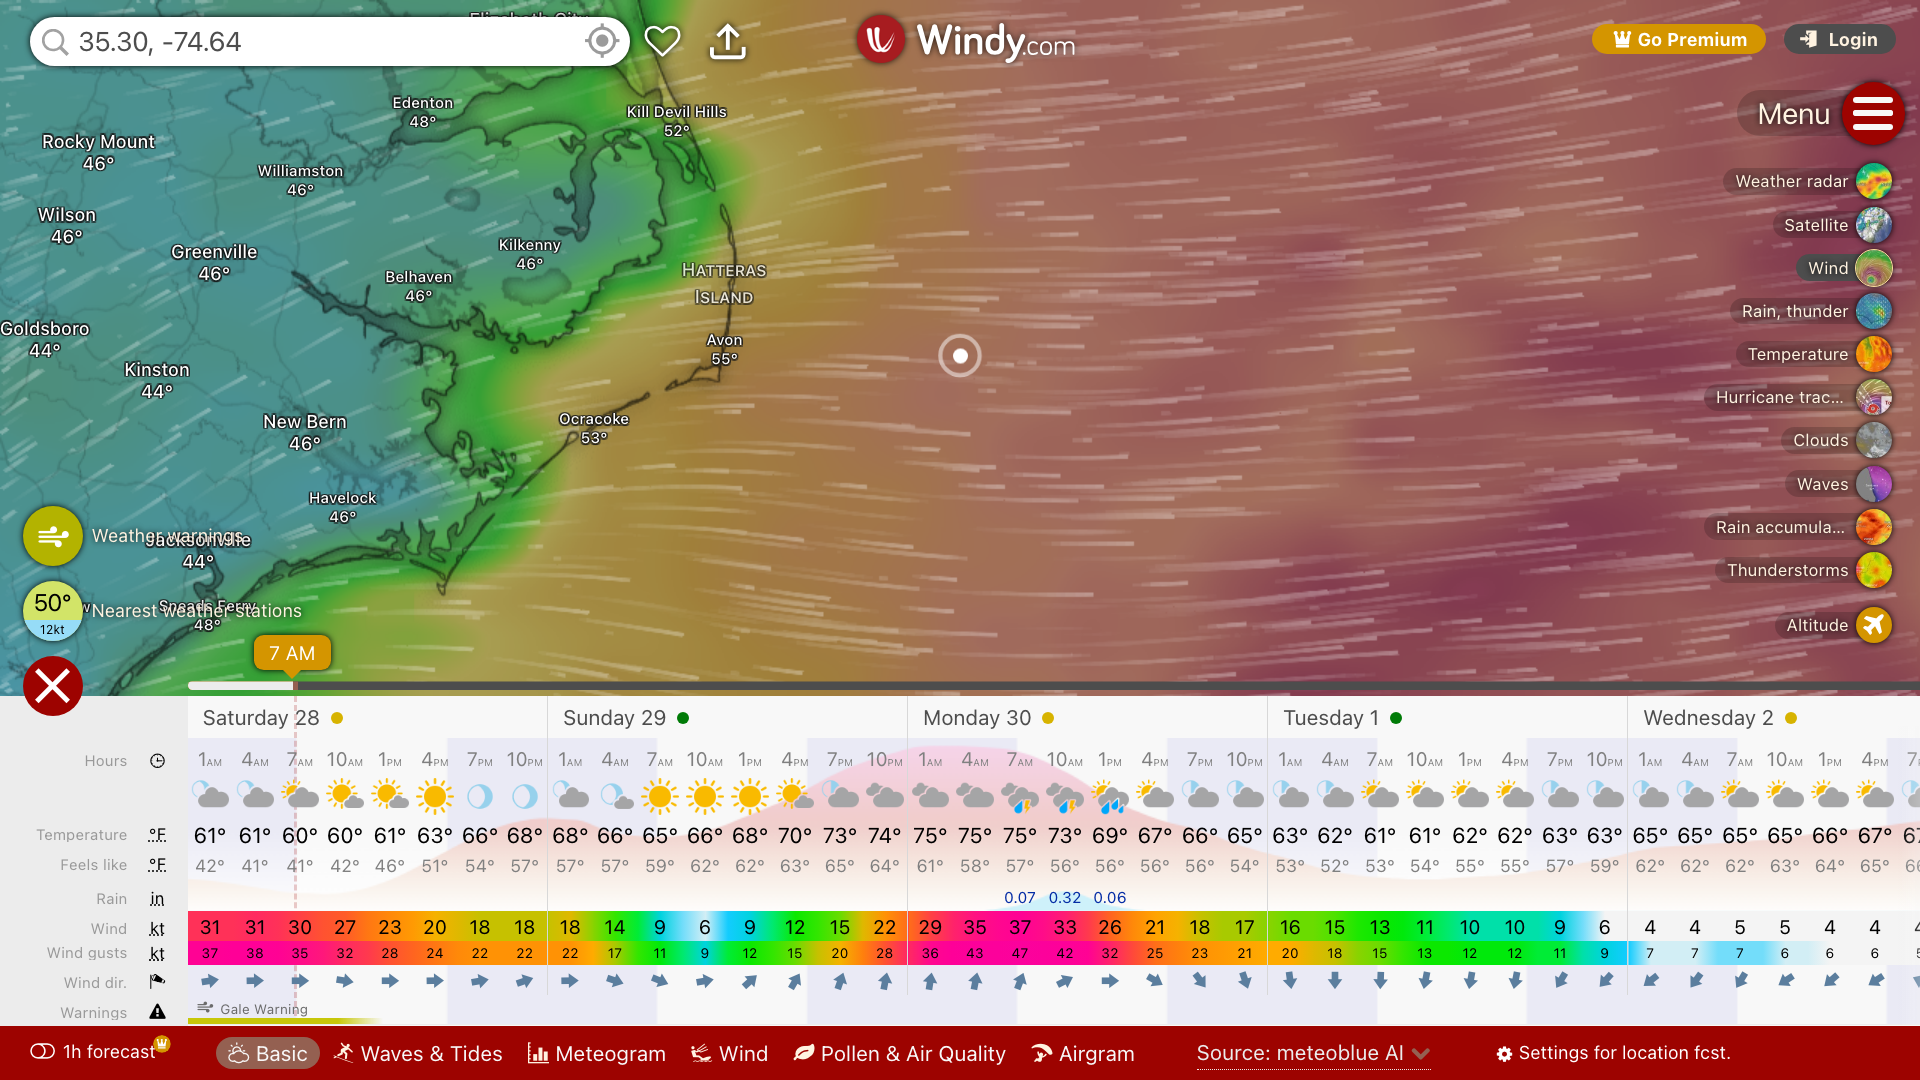 Elizabeth City
35.30, -74.64
Windy.com
Go Premium
Login
Menu
Weather radar
Satellite
Wind
Rain, thunder
Temperature
Hurricane trac...
Clouds
Waves
Rain accumula...
Thunderstorms
Altitude
Edenton
48°
Kill Devil Hills
52°
Rocky Mount
46°
Williamston
46°
Wilson
46°
Greenville
46°
Kilkenny
46°
Belhaven
46°
Hatteras
Island
Goldsboro
44°
Avon
55°
Kinston
44°
New Bern
46°
Ocracoke
53°
Havelock
46°
Weather warnings
Jacksonville
44°
50°
12kt
Nearest weather stations
Sneads Ferry
48°
7 AM
Saturday 28
Sunday 29
Monday 30
Tuesday 1
Wednesday 2
Hours 1AM 4AM 7AM 10AM 1PM 4PM 7PM 10PM 1AM 4AM 7AM 10AM 1PM 4PM 7PM 10PM 1AM 4AM 7AM 10AM 1PM 4PM 7PM 10PM 1AM 4AM 7AM 10AM 1PM 4PM 7PM 10PM 1AM 4AM 7AM 10AM 1PM 4PM
Temperature °F 61° 61° 60° 60° 61° 63° 66° 68° 68° 66° 65° 66° 68° 70° 73° 74° 75° 75° 75° 73° 69° 67° 66° 65° 63° 62° 61° 61° 62° 62° 63° 63° 65° 65° 65° 65° 66° 67°
Feels like °F 42° 41° 41° 42° 46° 51° 54° 57° 57° 57° 59° 62° 62° 63° 65° 64° 61° 58° 57° 56° 56° 56° 56° 54° 53° 52° 53° 54° 55° 55° 57° 59° 62° 62° 62° 63° 64° 65°
Rain in 0.07 0.32 0.06
Wind kt 31 31 30 27 23 20 18 18 18 14 9 6 9 12 15 22 29 35 37 33 26 21 18 17 16 15 13 11 10 10 9 6 4 4 5 5 4 4
Wind gusts kt 37 38 35 32 28 24 22 22 22 17 11 9 12 15 20 28 36 43 47 42 32 25 23 21 20 18 15 13 12 12 11 9 7 7 7 6 6 6
Wind dir.
Warnings Gale Warning
1h forecast
Basic
Waves & Tides
Meteogram
Wind
Pollen & Air Quality
Airgram
Source: meteoblue AI
Settings for location fcst.